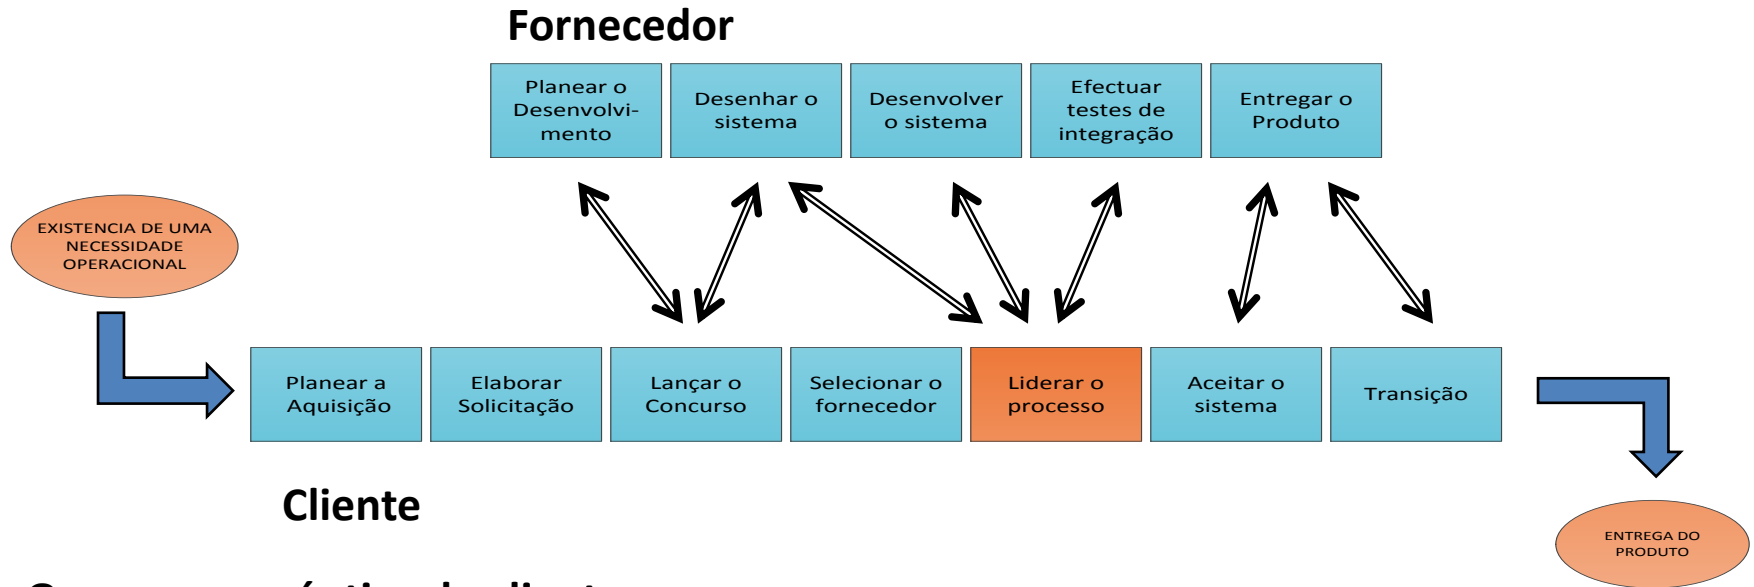 Fornecedor
Planear o
Desenvolvi-
mento
Desenhar o
sistema
Desenvolver
o sistema
Efectuar
testes de
integração
Entregar o
Produto
EXISTENCIA DE UMA
NECESSIDADE
OPERACIONAL
Planear a
Aquisição
Elaborar
Solicitação
Lançar o
Concurso
Selecionar o
fornecedor
Liderar o
processo
Aceitar o
sistema
Transição
Cliente
ENTREGA DO
PRODUTO